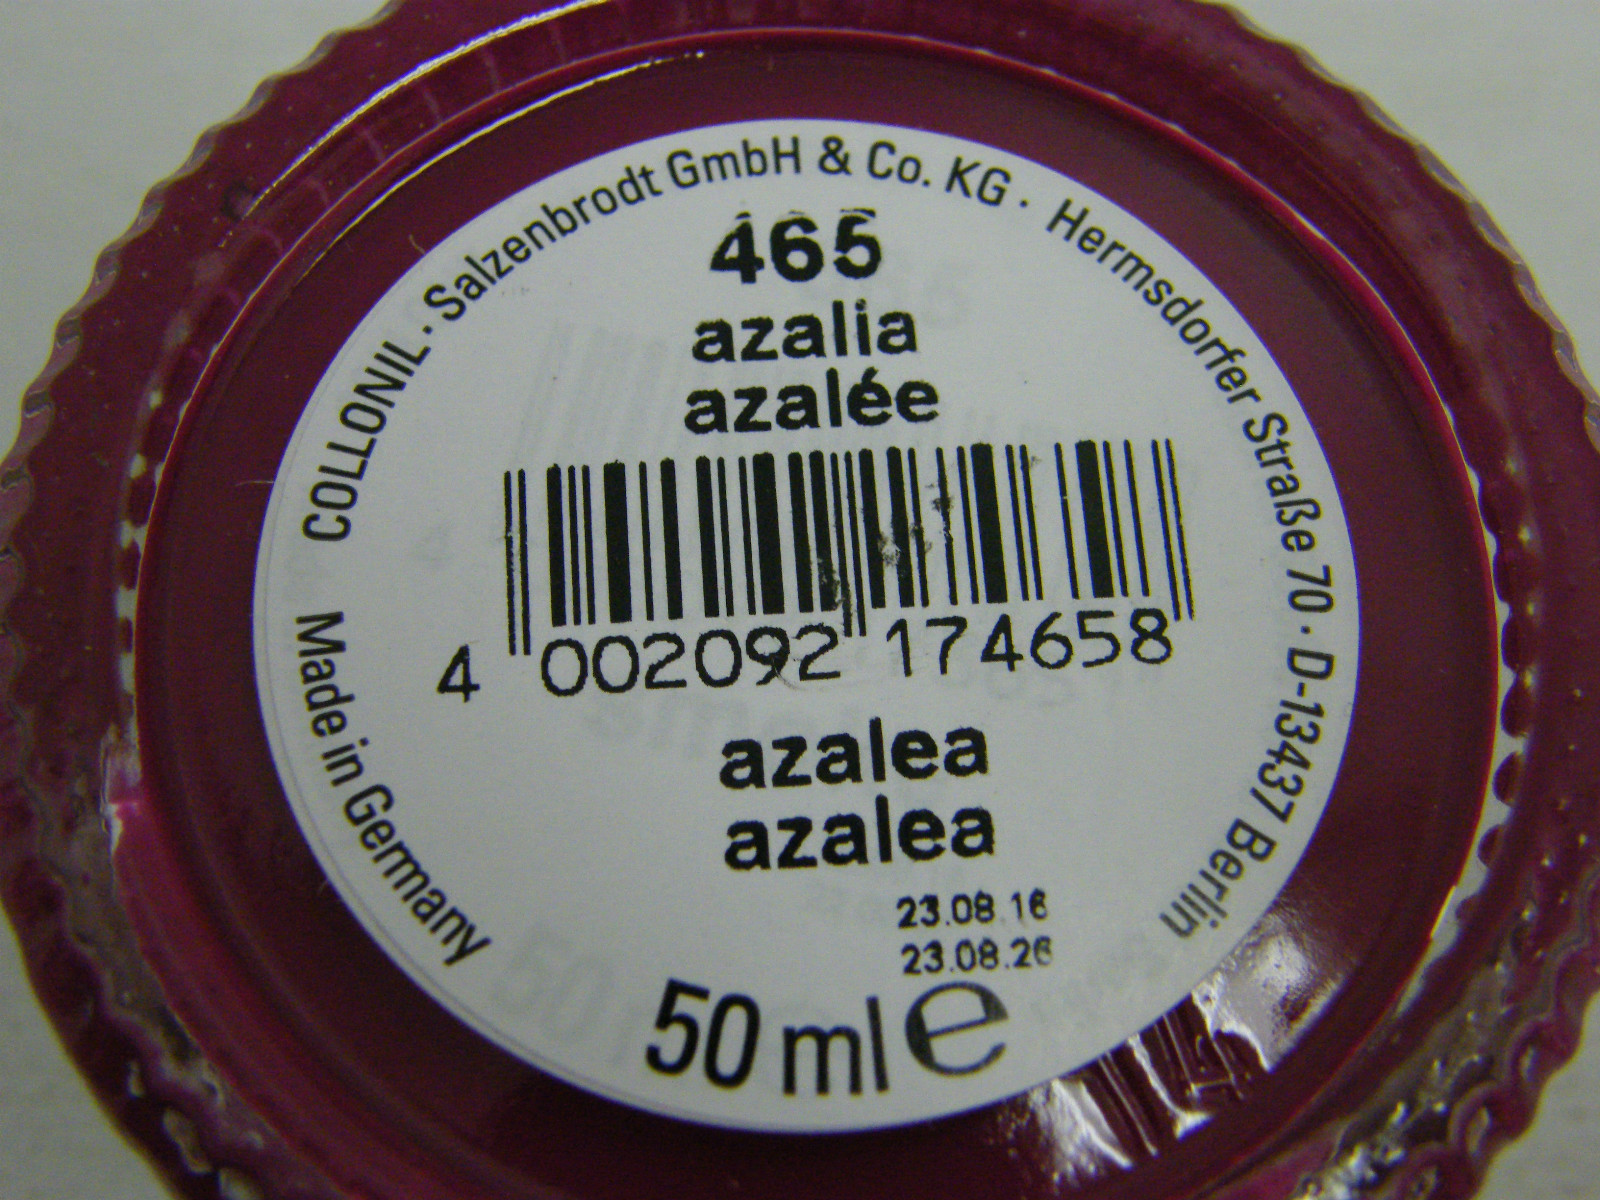 COLLONIL · Salzenbrodt GmbH & Co. KG · Hermsdorfer Straße 70 · D-13437 Berlin
465
azalia
azalée
4 002092 174658
azalea
azalea
23.08.16
23.08.26
50 ml e
Made in Germany